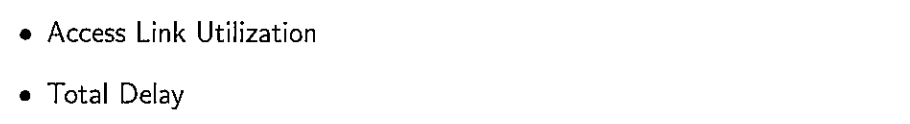 • Access Link Utilization
• Total Delay